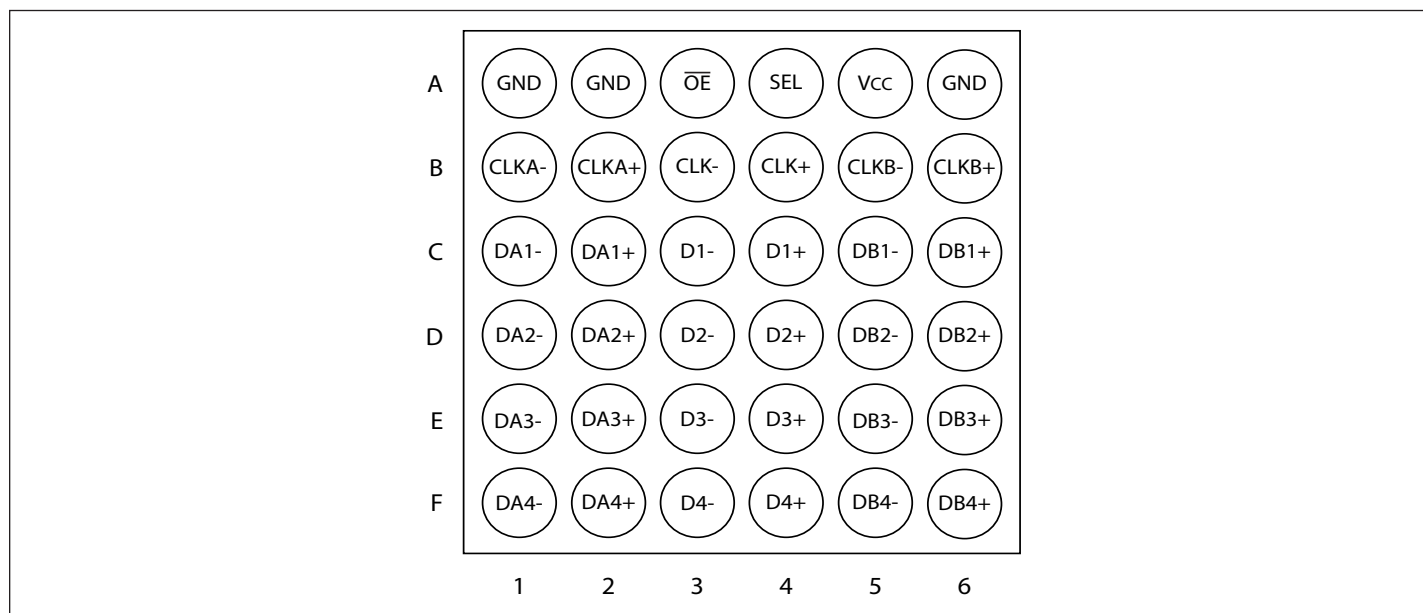 A GND GND O̅E̅ SEL VCC GND
B CLKA- CLKA+ CLK- CLK+ CLKB- CLKB+
C DA1- DA1+ D1- D1+ DB1- DB1+
D DA2- DA2+ D2- D2+ DB2- DB2+
E DA3- DA3+ D3- D3+ DB3- DB3+
F DA4- DA4+ D4- D4+ DB4- DB4+
1 2 3 4 5 6